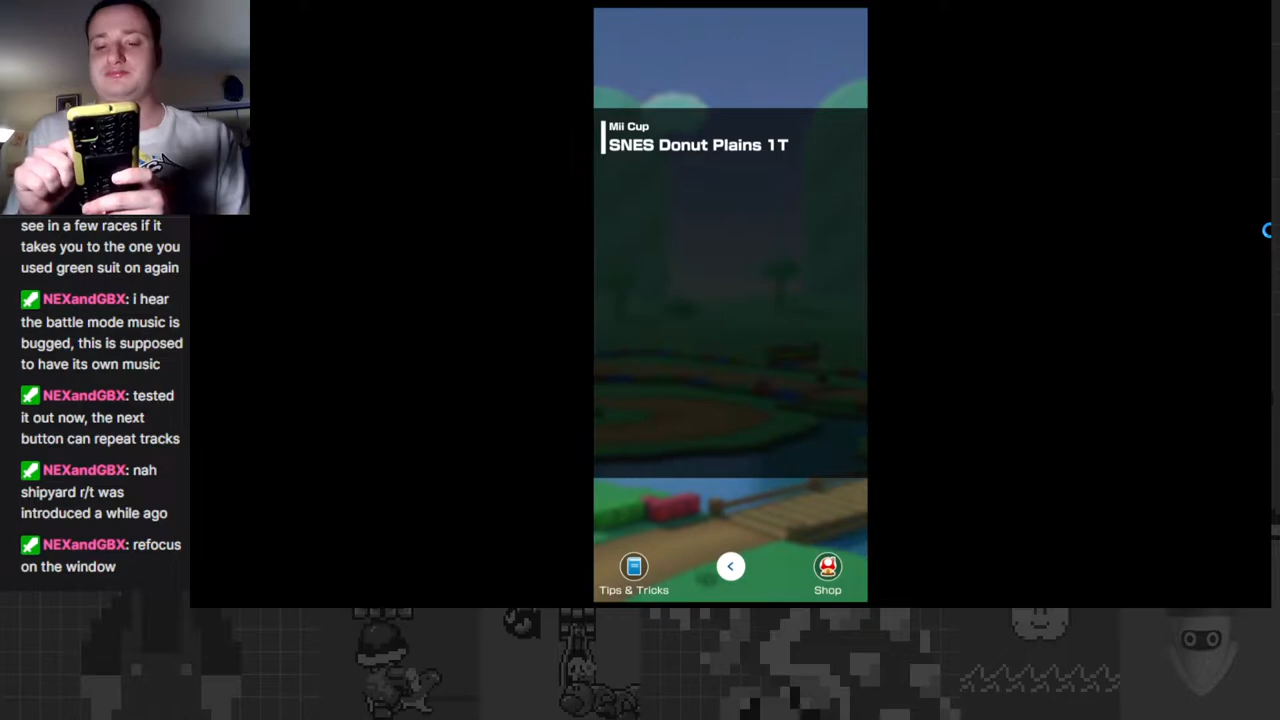 see in a few races if it
takes you to the one you
used green suit on again
NEXandGBX: i hear
the battle mode music is
bugged, this is supposed
to have its own music
NEXandGBX: tested
it out now, the next
button can repeat tracks
NEXandGBX: nah
shipyard r/t was
introduced a while ago
NEXandGBX: refocus
on the window
Mii Cup
SNES Donut Plains 1T
Tips & Tricks
Shop